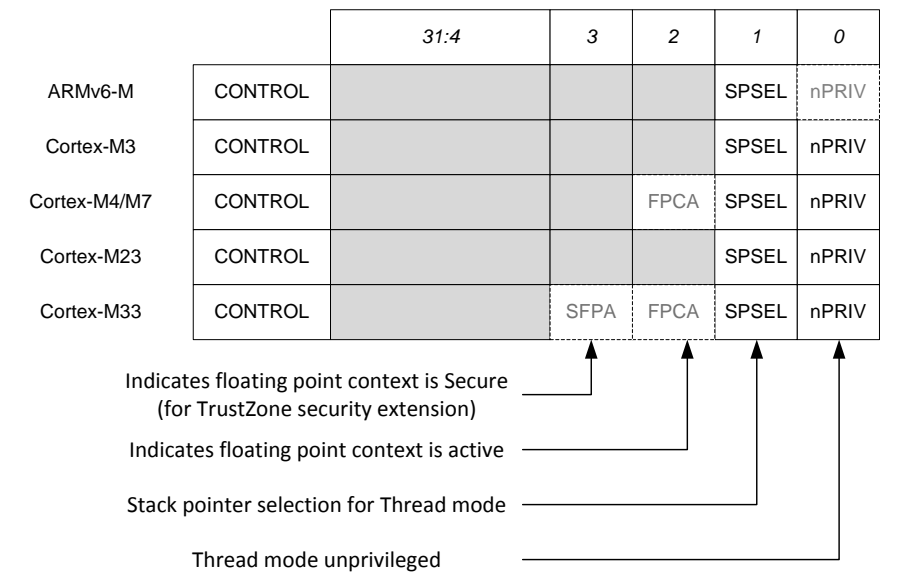 31:4 3 2 1 0
ARMv6-M CONTROL SPSEL nPRIV
Cortex-M3 CONTROL SPSEL nPRIV
Cortex-M4/M7 CONTROL FPCA SPSEL nPRIV
Cortex-M23 CONTROL SPSEL nPRIV
Cortex-M33 CONTROL SFPA FPCA SPSEL nPRIV
Indicates floating point context is Secure
(for TrustZone security extension)
Indicates floating point context is active
Stack pointer selection for Thread mode
Thread mode unprivileged